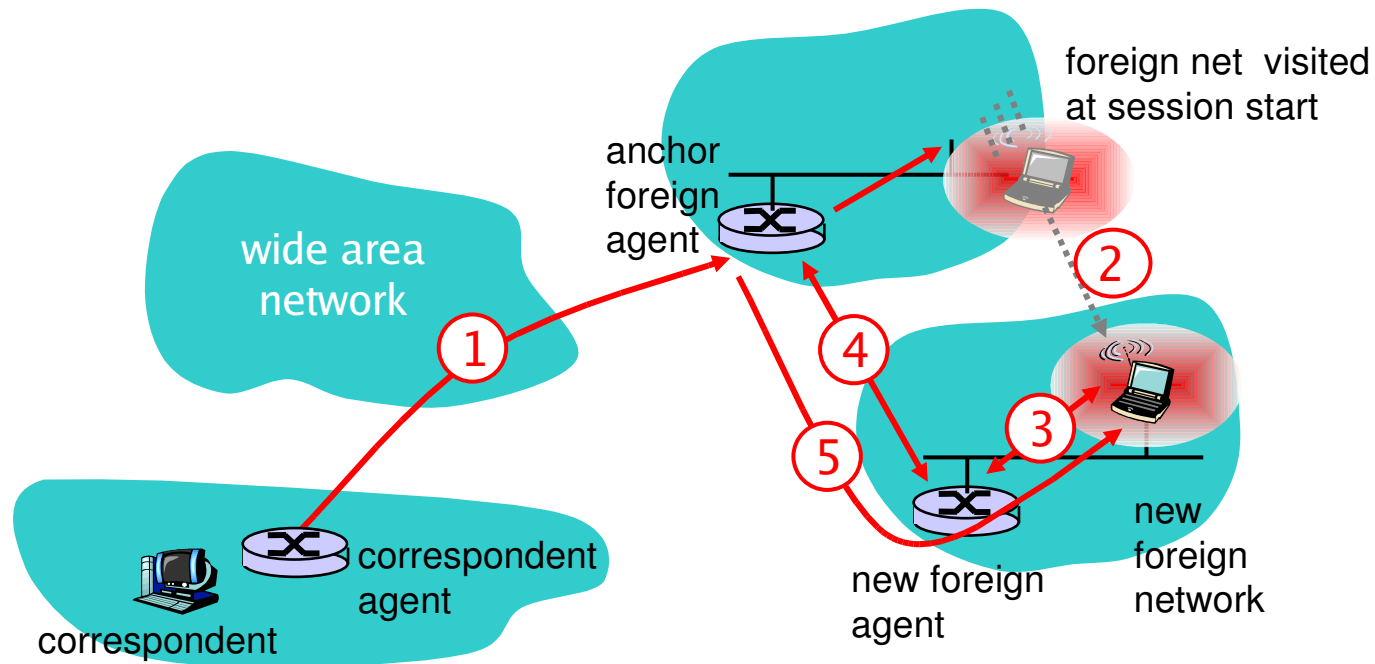 foreign net visited
at session start
anchor
foreign
agent
wide area
network
2
1
4
3
5
correspondent
agent
correspondent
new foreign
agent
new
foreign
network